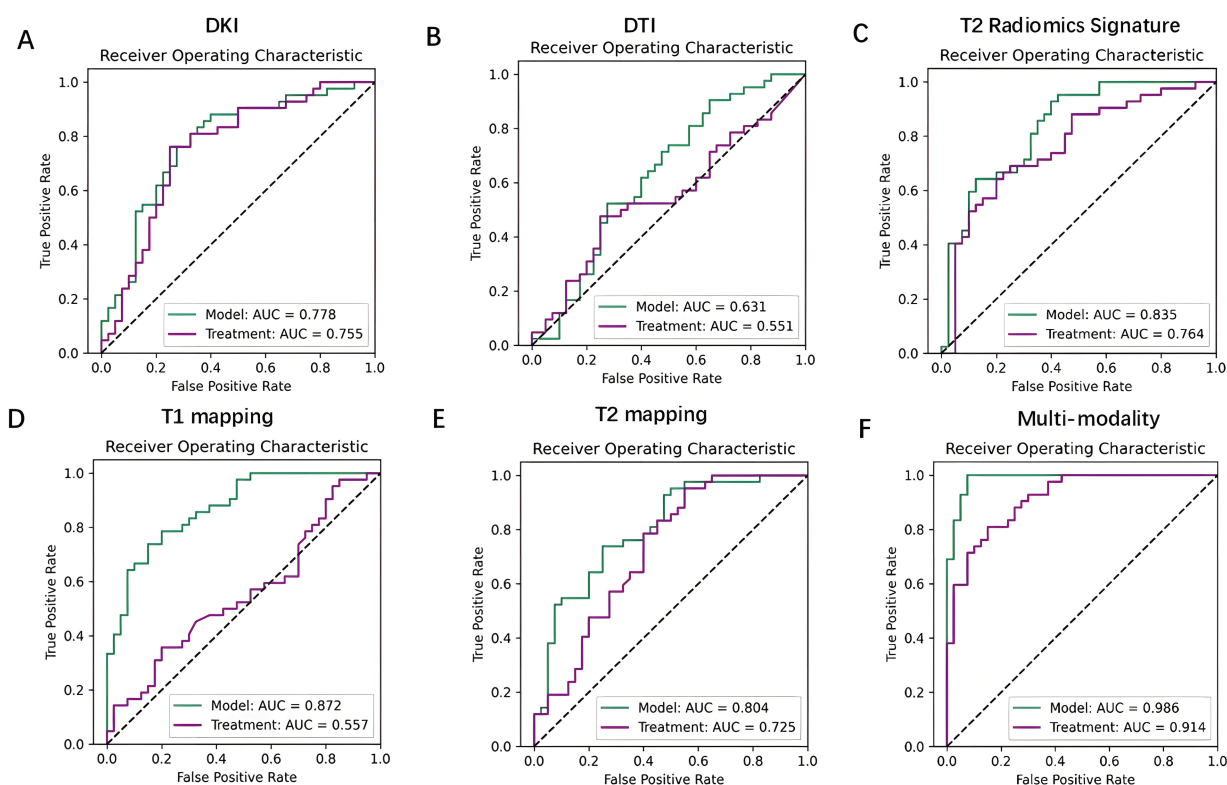 A
DKI
Receiver Operating Characteristic
True Positive Rate
1.0
0.8
0.6
0.4
0.2
0.0
Model: AUC = 0.778
Treatment: AUC = 0.755
0.0 0.2 0.4 0.6 0.8 1.0
False Positive Rate
B
DTI
Receiver Operating Characteristic
True Positive Rate
1.0
0.8
0.6
0.4
0.2
0.0
Model: AUC = 0.631
Treatment: AUC = 0.551
0.0 0.2 0.4 0.6 0.8 1.0
False Positive Rate
C
T2 Radiomics Signature
Receiver Operating Characteristic
True Positive Rate
1.0
0.8
0.6
0.4
0.2
0.0
Model: AUC = 0.835
Treatment: AUC = 0.764
0.0 0.2 0.4 0.6 0.8 1.0
False Positive Rate
D
T1 mapping
Receiver Operating Characteristic
True Positive Rate
1.0
0.8
0.6
0.4
0.2
0.0
Model: AUC = 0.872
Treatment: AUC = 0.557
0.0 0.2 0.4 0.6 0.8 1.0
False Positive Rate
E
T2 mapping
Receiver Operating Characteristic
True Positive Rate
1.0
0.8
0.6
0.4
0.2
0.0
Model: AUC = 0.804
Treatment: AUC = 0.725
0.0 0.2 0.4 0.6 0.8 1.0
False Positive Rate
F
Multi-modality
Receiver Operating Characteristic
True Positive Rate
1.0
0.8
0.6
0.4
0.2
0.0
Model: AUC = 0.986
Treatment: AUC = 0.914
0.0 0.2 0.4 0.6 0.8 1.0
False Positive Rate